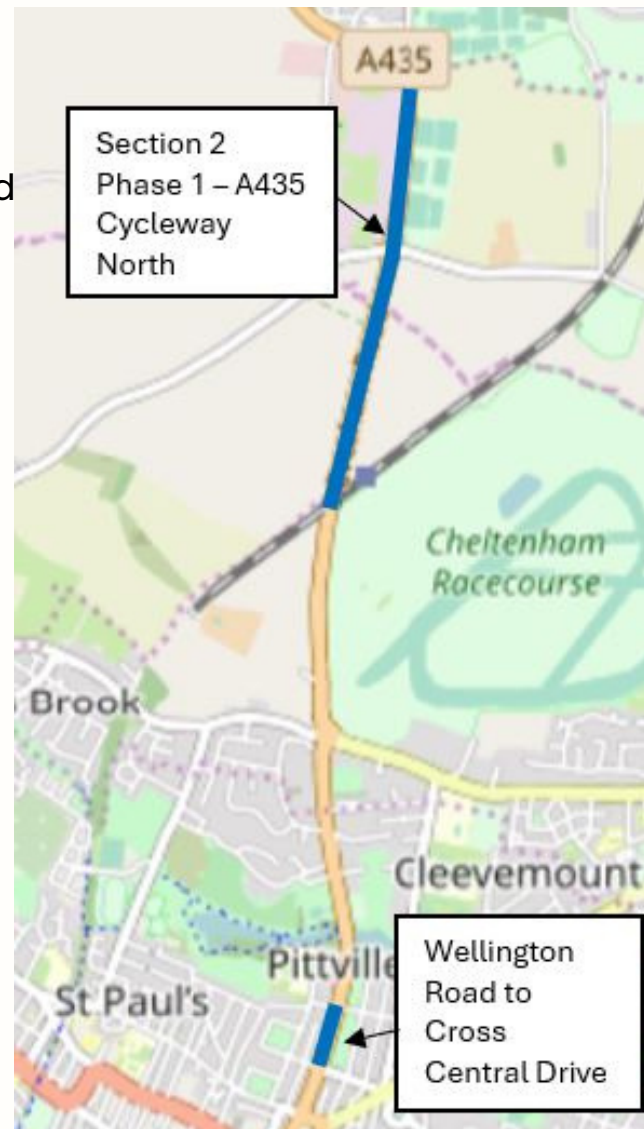 A435
Section 2
Phase 1 – A435
Cycleway
North
d
Cheltenham
Racecourse
Brook
Cleevemount
Pittville
St Paul's
Wellington
Road to
Cross
Central Drive